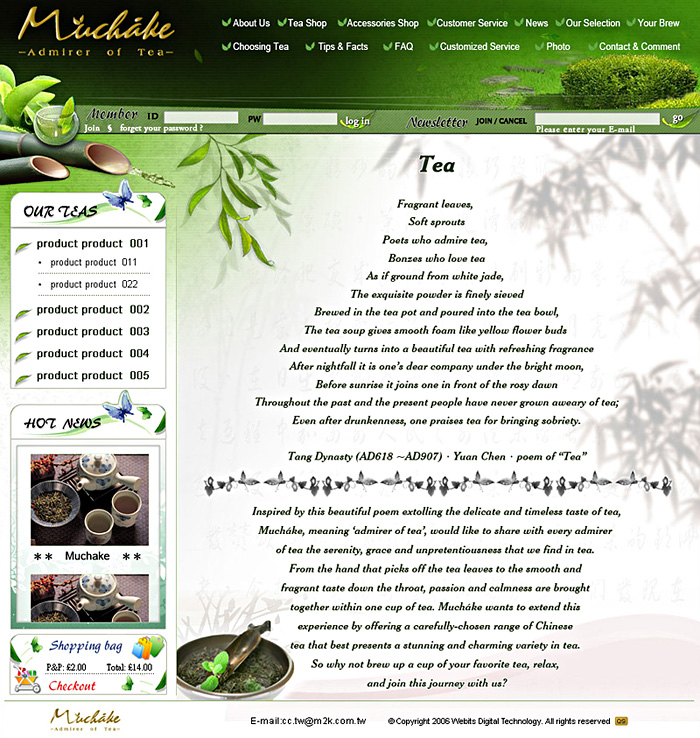 Mucháke
~Admirer of Tea~
About Us Tea Shop Accessories Shop Customer Service News Our Selection Your Brew
Choosing Tea Tips & Facts FAQ Customized Service Photo Contact & Comment
Member ID PW log in Newsletter JOIN / CANCEL go
Join § forget your password ? Please enter your E-mail
OUR TEAS
product product 001
• product product 011
• product product 022
product product 002
product product 003
product product 004
product product 005
HOT NEWS
** Muchake **
Shopping bag
P&P: £2.00 Total: £14.00
Checkout
Tea
Fragrant leaves,
Soft sprouts
Poets who admire tea,
Bonzes who love tea
As if ground from white jade,
The exquisite powder is finely sieved
Brewed in the tea pot and poured into the tea bowl,
The tea soup gives smooth foam like yellow flower buds
And eventually turns into a beautiful tea with refreshing fragrance
After nightfall it is one's dear company under the bright moon,
Before sunrise it joins one in front of the rosy dawn
Throughout the past and the present people have never grown aweary of tea;
Even after drunkenness, one praises tea for bringing sobriety.
Tang Dynasty (AD618 ~AD907) · Yuan Chen · poem of “Tea”
Inspired by this beautiful poem extolling the delicate and timeless taste of tea,
Mucháke, meaning ‘admirer of tea’, would like to share with every admirer
of tea the serenity, grace and unpretentiousness that we find in tea.
From the hand that picks off the tea leaves to the smooth and
fragrant taste down the throat, passion and calmness are brought
together within one cup of tea. Mucháke wants to extend this
experience by offering a carefully-chosen range of Chinese
tea that best presents a stunning and charming variety in tea.
So why not brew up a cup of your favorite tea, relax,
and join this journey with us?
Mucháke
~Admirer of Tea~
E-mail:cc.tw@m2k.com.tw © Copyright 2006 Webits Digital Technology. All rights reserved